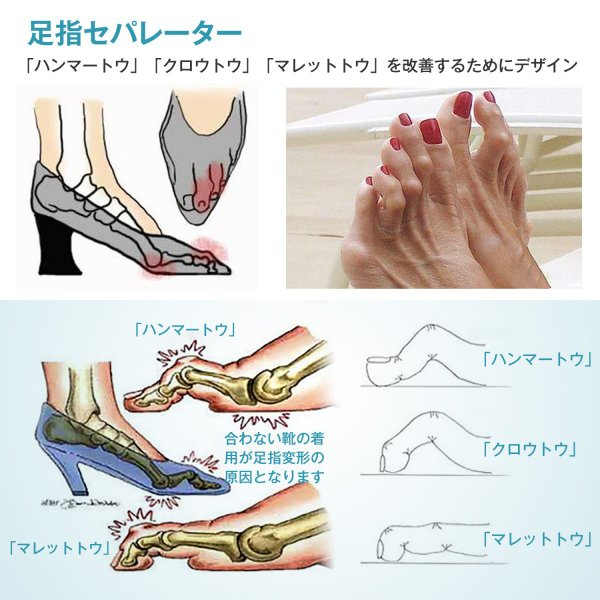 足指セパレーター
「ハンマートウ」「クロウトウ」「マレットトウ」を改善するためにデザイン
「ハンマートウ」
「ハンマートウ」
合わない靴の着
用が足指変形の
原因となります
「クロウトウ」
「マレットトウ」
「マレットトウ」